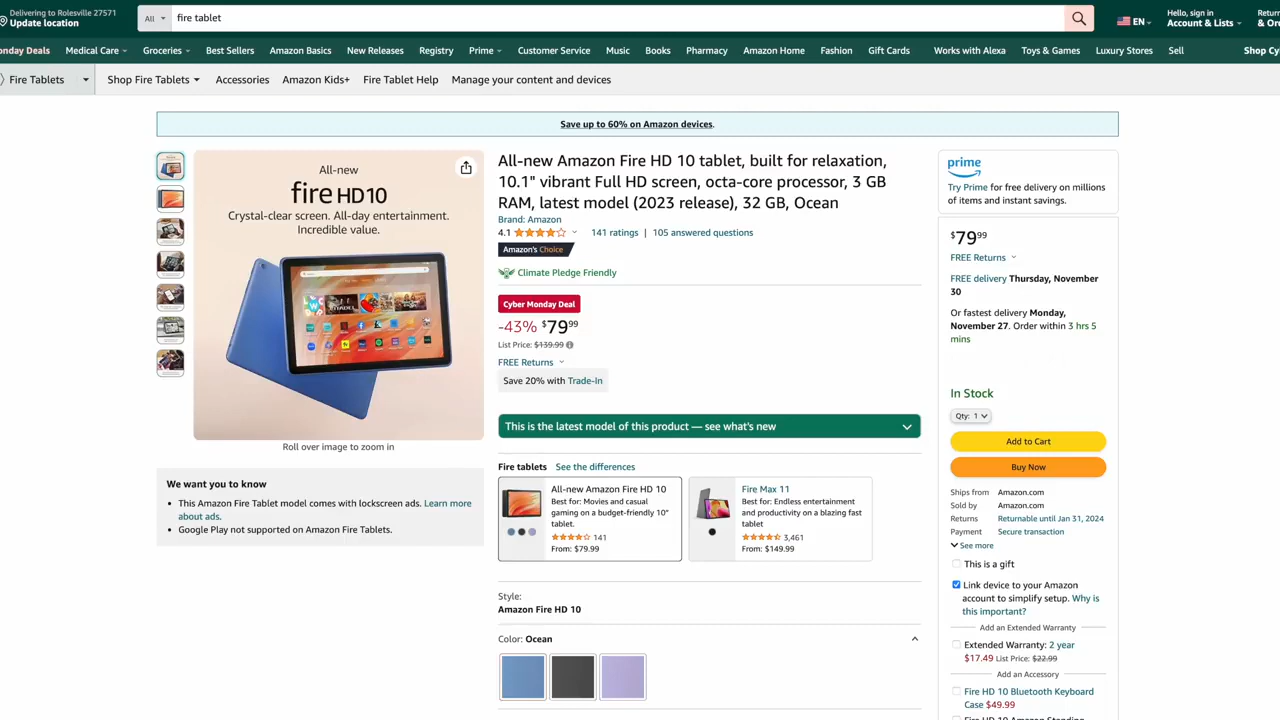 Delivering to Rolesville 27571
Update location
All
fire tablet
EN
Hello, sign in
Account & Lists
Retur
& Or
onday Deals
Medical Care
Groceries
Best Sellers
Amazon Basics
New Releases
Registry
Prime
Customer Service
Music
Books
Pharmacy
Amazon Home
Fashion
Gift Cards
Works with Alexa
Toys & Games
Luxury Stores
Sell
Shop Cy
Fire Tablets
Shop Fire Tablets
Accessories
Amazon Kids+
Fire Tablet Help
Manage your content and devices
Save up to 60% on Amazon devices.
All-new
fire HD10
Crystal-clear screen. All-day entertainment.
Incredible value.
Roll over image to zoom in
We want you to know
• This Amazon Fire Tablet model comes with lockscreen ads. Learn more
about ads.
• Google Play not supported on Amazon Fire Tablets.
All-new Amazon Fire HD 10 tablet, built for relaxation,
10.1" vibrant Full HD screen, octa-core processor, 3 GB
RAM, latest model (2023 release), 32 GB, Ocean
Brand: Amazon
4.1 141 ratings | 105 answered questions
Amazon's Choice
Climate Pledge Friendly
Cyber Monday Deal
-43% $79⁹⁹
List Price: $139.99
FREE Returns
Save 20% with Trade-In
This is the latest model of this product — see what's new
Fire tablets See the differences
All-new Amazon Fire HD 10
Best for: Movies and casual
gaming on a budget-friendly 10"
tablet.
141
From: $79.99
Fire Max 11
Best for: Endless entertainment
and productivity on a blazing fast
tablet
3,461
From: $149.99
Style:
Amazon Fire HD 10
Color: Ocean
prime
Try Prime for free delivery on millions
of items and instant savings.
$79⁹⁹
FREE Returns
FREE delivery Thursday, November
30
Or fastest delivery Monday,
November 27. Order within 3 hrs 5
mins
In Stock
Qty: 1
Add to Cart
Buy Now
Ships from Amazon.com
Sold by Amazon.com
Returns Returnable until Jan 31, 2024
Payment Secure transaction
See more
This is a gift
Link device to your Amazon
account to simplify setup. Why is
this important?
Add an Extended Warranty
Extended Warranty: 2 year
$17.49 List Price: $22.99
Add an Accessory
Fire HD 10 Bluetooth Keyboard
Case $49.99
Fire HD 10 Amazon Standing